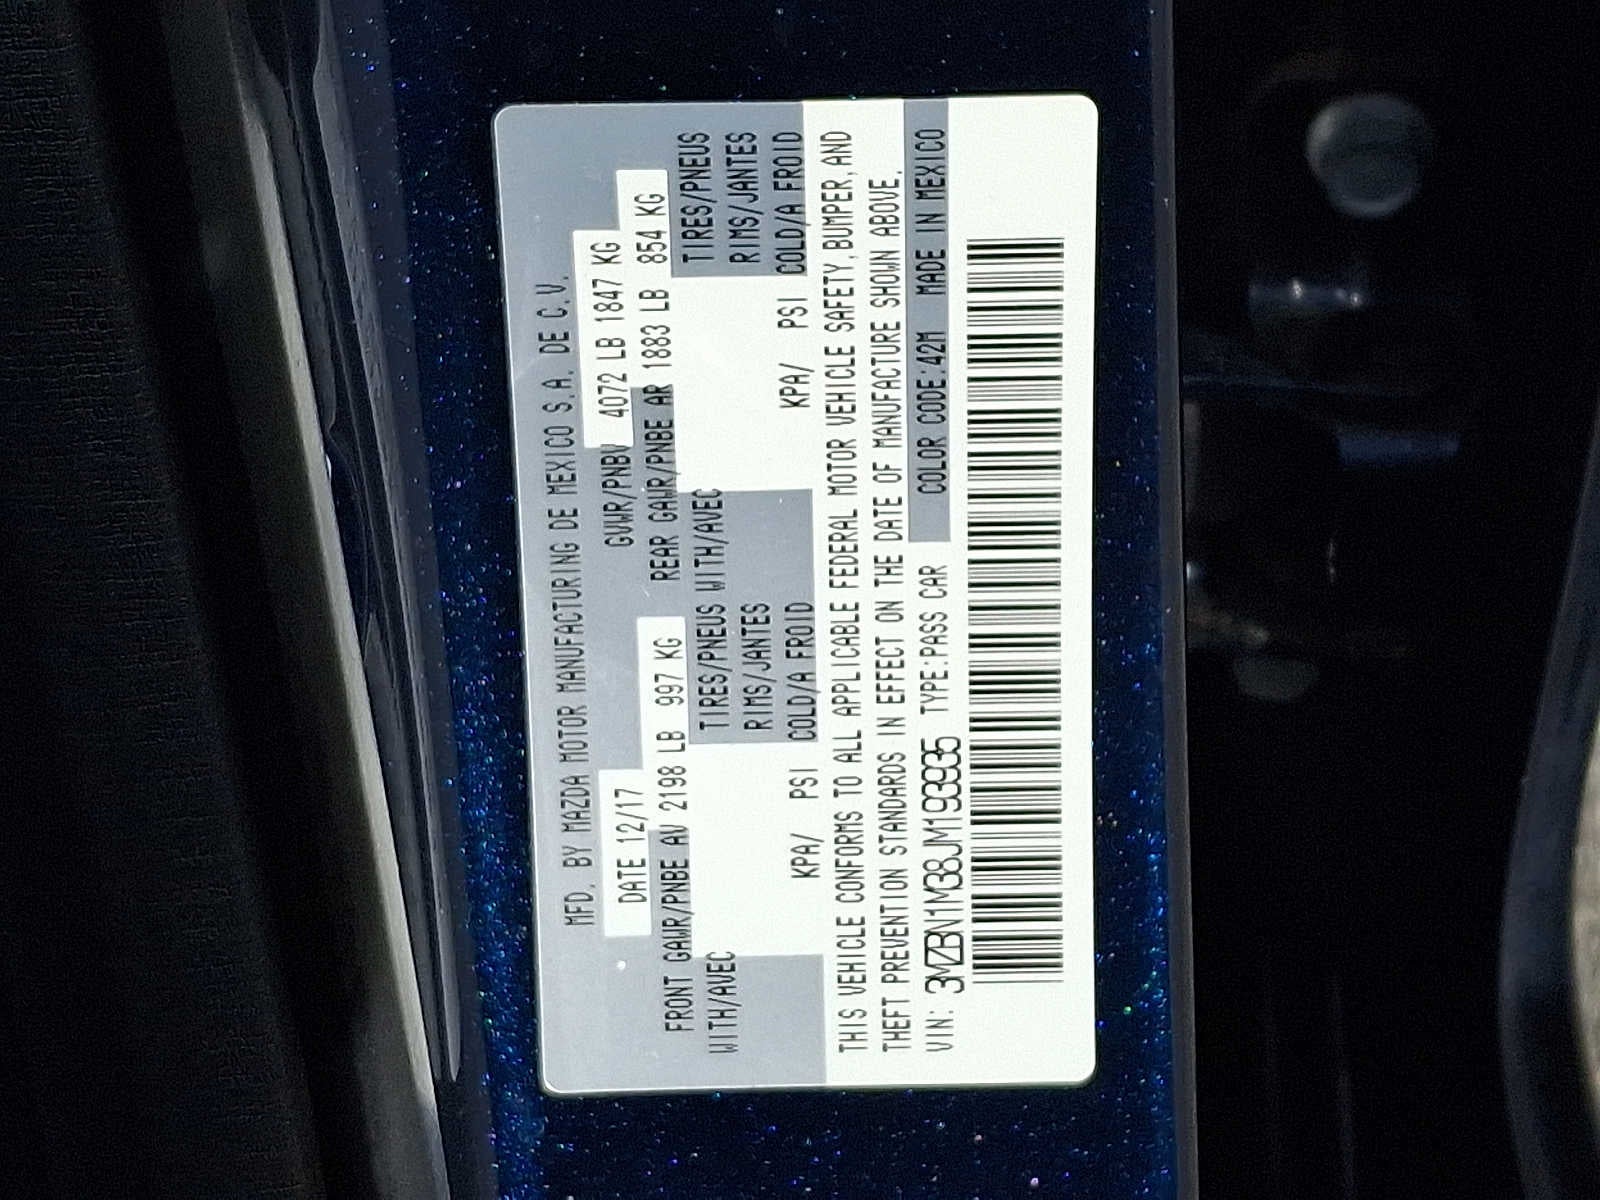 MFD. BY MAZDA MOTOR MANUFACTURING DE MEXICO S.A. DE C.V.
DATE 12/17 GVWR/PNBV 4072 LB 1847 KG
FRONT GAWR/PNBE AV 2198 LB 997 KG REAR GAWR/PNBE AR 1883 LB 854 KG
WITH/AVEC TIRES/PNEUS WITH/AVEC TIRES/PNEUS
RIMS/JANTES RIMS/JANTES
KPA/ PSI COLD/A FROID KPA/ PSI COLD/A FROID
THIS VEHICLE CONFORMS TO ALL APPLICABLE FEDERAL MOTOR VEHICLE SAFETY,BUMPER,AND
THEFT PREVENTION STANDARDS IN EFFECT ON THE DATE OF MANUFACTURE SHOWN ABOVE.
VIN: 3MZBN1M38JM193935 TYPE:PASS CAR COLOR CODE:42M MADE IN MEXICO